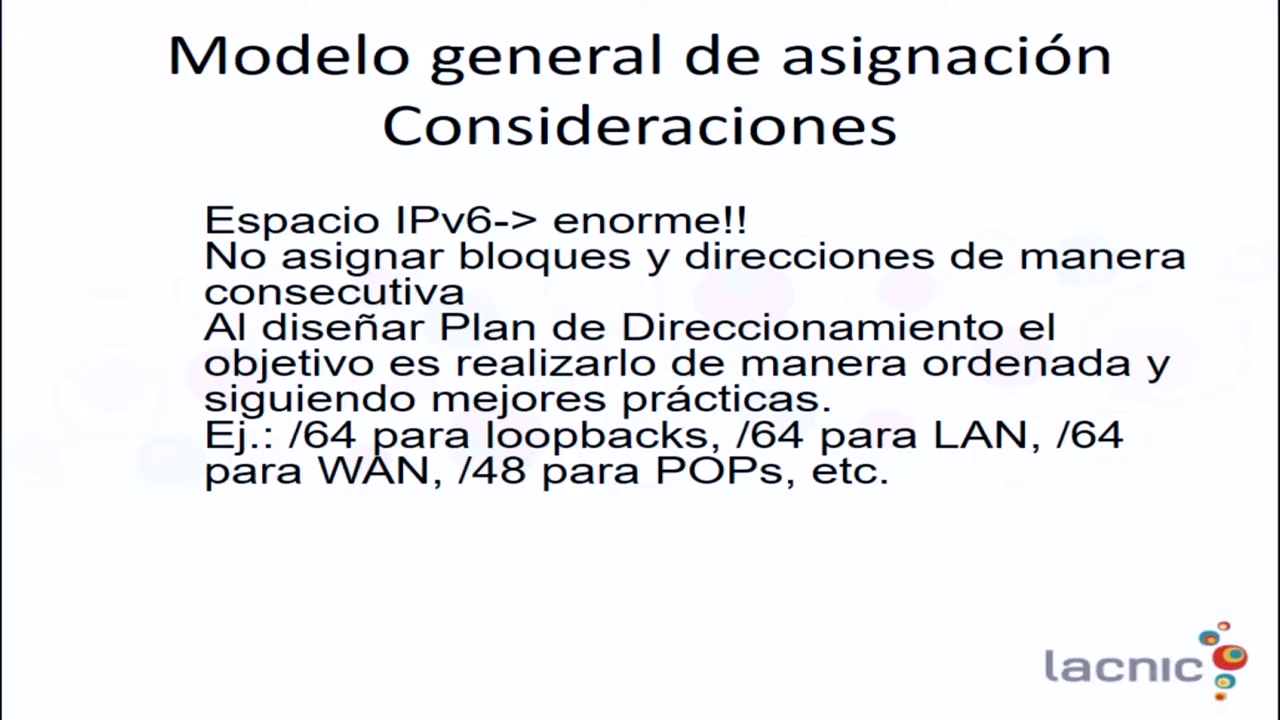 Modelo general de asignación
Consideraciones
Espacio IPv6-> enorme!!
No asignar bloques y direcciones de manera
consecutiva
Al diseñar Plan de Direccionamiento el
objetivo es realizarlo de manera ordenada y
siguiendo mejores prácticas.
Ej.: /64 para loopbacks, /64 para LAN, /64
para WAN, /48 para POPs, etc.
lacnic